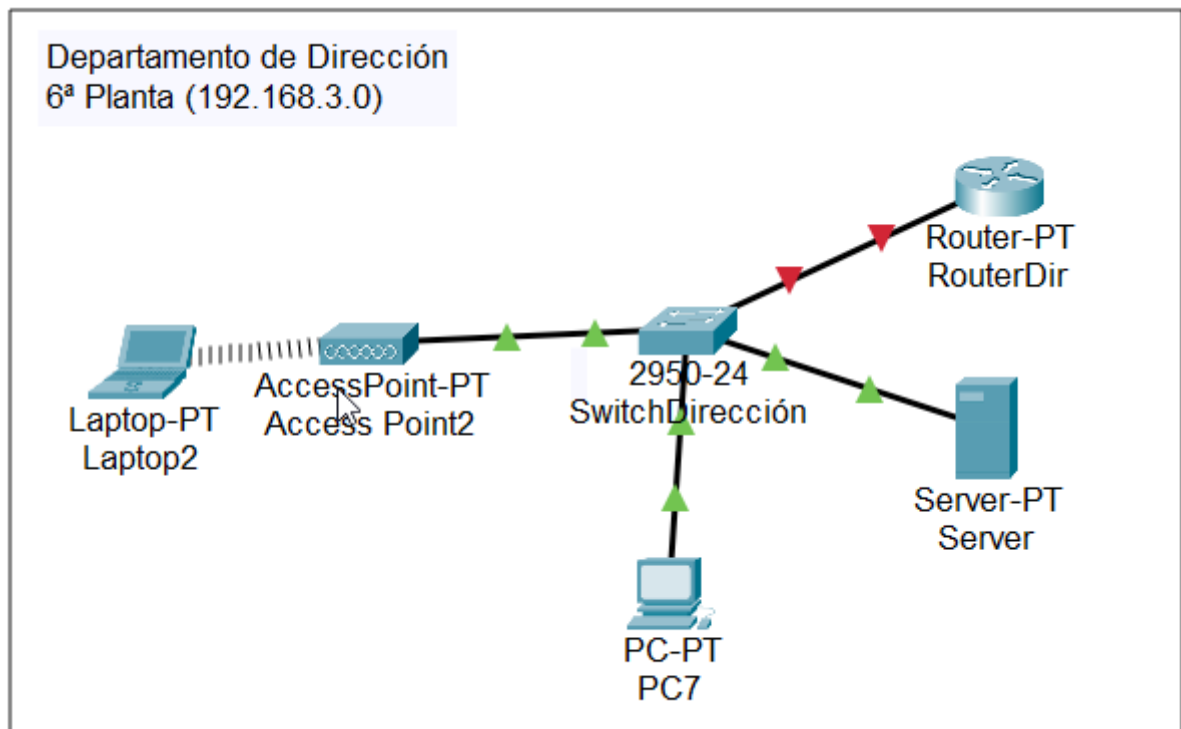 Departamento de Dirección
6ª Planta (192.168.3.0)
Router-PT
RouterDir
2950-24
SwitchDirección
AccessPoint-PT
Access Point2
Laptop-PT
Laptop2
Server-PT
Server
PC-PT
PC7